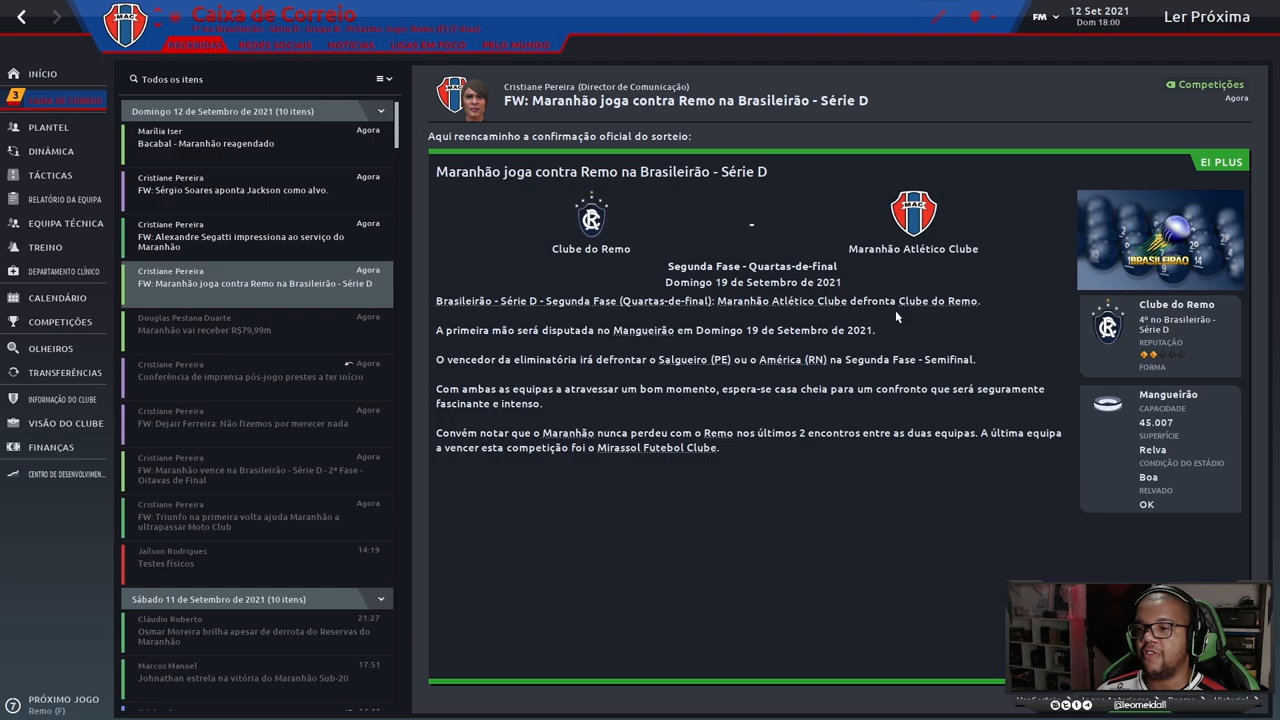 Caixa de Correio
RECEBIDAS
REDES SOCIAIS
NOTÍCIAS
LIGAS EM FOCO
PELO MUNDO
FM
12 Set 2021
Dom 18:00
Ler Próxima
INÍCIO
3
CAIXA DE CORREIO
PLANTEL
DINÂMICA
TÁCTICAS
RELATÓRIO DA EQUIPA
EQUIPA TÉCNICA
TREINO
DEPARTAMENTO CLÍNICO
CALENDÁRIO
COMPETIÇÕES
OLHEIROS
TRANSFERÊNCIAS
INFORMAÇÃO DO CLUBE
VISÃO DO CLUBE
FINANÇAS
CENTRO DE DESENVOLVIMEN...
7
PRÓXIMO JOGO
Remo (F)
Todos os itens
Domingo 12 de Setembro de 2021 (10 itens)
Marília Iser
Agora
Bacabal - Maranhão reagendado
Cristiane Pereira
Agora
FW: Sérgio Soares aponta Jackson como alvo.
Cristiane Pereira
Agora
FW: Alexandre Segatti impressiona ao serviço do
Maranhão
Cristiane Pereira
Agora
FW: Maranhão joga contra Remo na Brasileirão - Série D
Douglas Pestana Duarte
Agora
Maranhão vai receber R$79,99m
Cristiane Pereira
Agora
Conferência de imprensa pós-jogo prestes a ter início
Cristiane Pereira
Agora
FW: Dejair Ferreira: Não fizemos por merecer nada
Cristiane Pereira
Agora
FW: Maranhão vence na Brasileirão - Série D - 2ª Fase -
Oitavas de Final
Cristiane Pereira
Agora
FW: Triunfo na primeira volta ajuda Maranhão a
ultrapassar Moto Club
Jaílson Rodrigues
14:19
Testes físicos
Sábado 11 de Setembro de 2021 (10 itens)
Cláudio Roberto
21:27
Osmar Moreira brilha apesar de derrota do Reservas do
Maranhão
Marcos Manoel
17:51
Johnathan estrela na vitória do Maranhão Sub-20
Cristiane Pereira (Director de Comunicação)
FW: Maranhão joga contra Remo na Brasileirão - Série D
Competições
Agora
Aqui reencaminho a confirmação oficial do sorteio:
EI PLUS
Maranhão joga contra Remo na Brasileirão - Série D
Clube do Remo
-
Maranhão Atlético Clube
Segunda Fase - Quartas-de-final
Domingo 19 de Setembro de 2021
Brasileirão - Série D - Segunda Fase (Quartas-de-final): Maranhão Atlético Clube defronta Clube do Remo.
A primeira mão será disputada no Mangueirão em Domingo 19 de Setembro de 2021.
O vencedor da eliminatória irá defrontar o Salgueiro (PE) ou o América (RN) na Segunda Fase - Semifinal.
Com ambas as equipas a atravessar um bom momento, espera-se casa cheia para um confronto que será seguramente
fascinante e intenso.
Convém notar que o Maranhão nunca perdeu com o Remo nos últimos 2 encontros entre as duas equipas. A última equipa
a vencer esta competição foi o Mirassol Futebol Clube.
BRASILEIRÃO
Clube do Remo
4º no Brasileirão -
Série D
REPUTAÇÃO
FORMA
Mangueirão
CAPACIDADE
45.007
SUPERFÍCIE
Relva
CONDIÇÃO DO ESTÁDIO
Boa
RELVADO
OK
@leomeidall